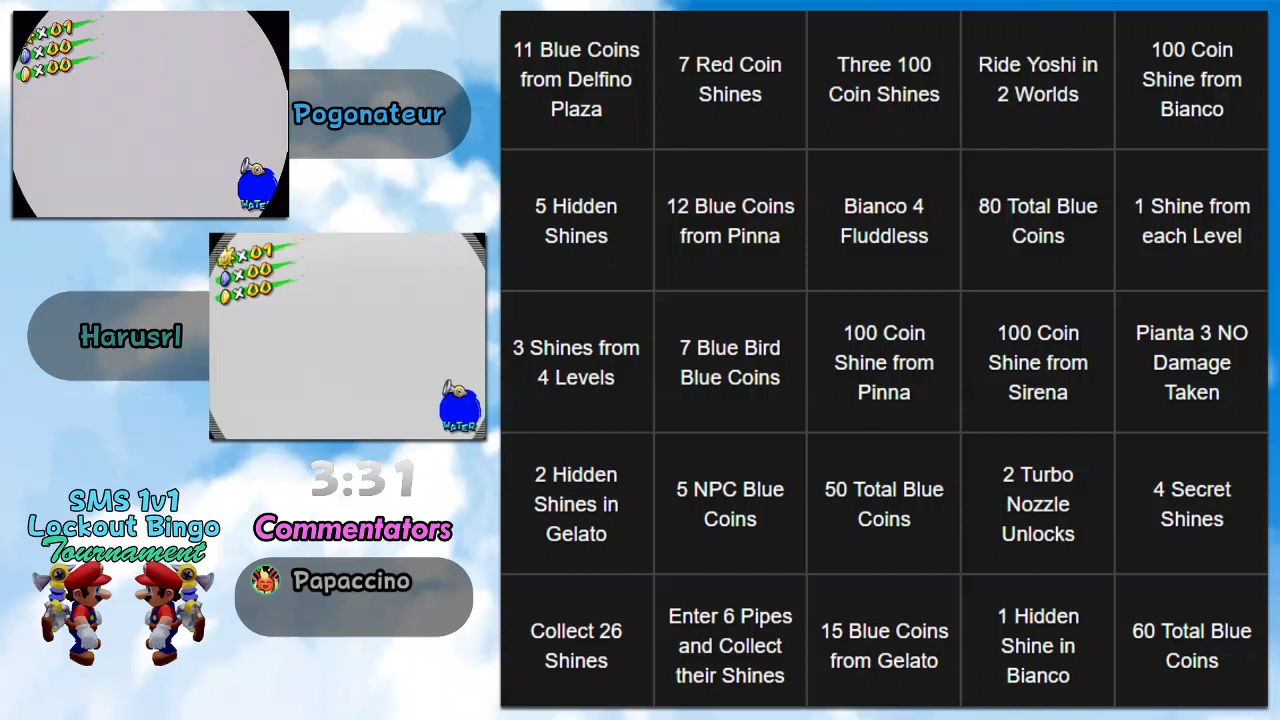 ×01
×00
×00
WATER
Pogonateur
×01
×00
×00
WATER
Harusrl
3:31
SMS 1v1
Lockout Bingo
Tournament
Commentators
Papaccino
11 Blue Coins
from Delfino
Plaza
7 Red Coin
Shines
Three 100
Coin Shines
Ride Yoshi in
2 Worlds
100 Coin
Shine from
Bianco
5 Hidden
Shines
12 Blue Coins
from Pinna
Bianco 4
Fluddless
80 Total Blue
Coins
1 Shine from
each Level
3 Shines from
4 Levels
7 Blue Bird
Blue Coins
100 Coin
Shine from
Pinna
100 Coin
Shine from
Sirena
Pianta 3 NO
Damage
Taken
2 Hidden
Shines in
Gelato
5 NPC Blue
Coins
50 Total Blue
Coins
2 Turbo
Nozzle
Unlocks
4 Secret
Shines
Collect 26
Shines
Enter 6 Pipes
and Collect
their Shines
15 Blue Coins
from Gelato
1 Hidden
Shine in
Bianco
60 Total Blue
Coins